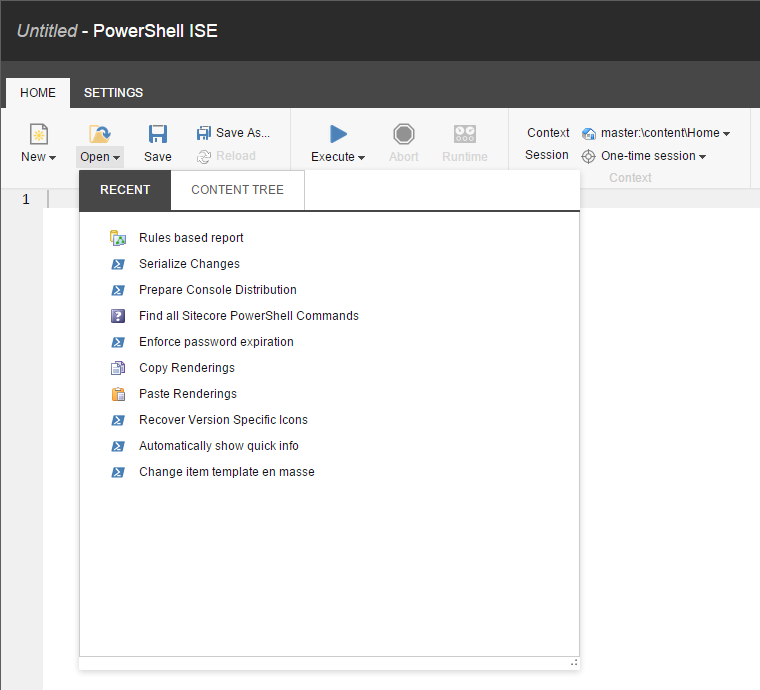 Untitled - PowerShell ISE
HOME SETTINGS
New Open Save Save As... Reload Execute Abort Runtime Context master:\content\Home
Session One-time session
Context
1
RECENT CONTENT TREE
Rules based report
Serialize Changes
Prepare Console Distribution
Find all Sitecore PowerShell Commands
Enforce password expiration
Copy Renderings
Paste Renderings
Recover Version Specific Icons
Automatically show quick info
Change item template en masse